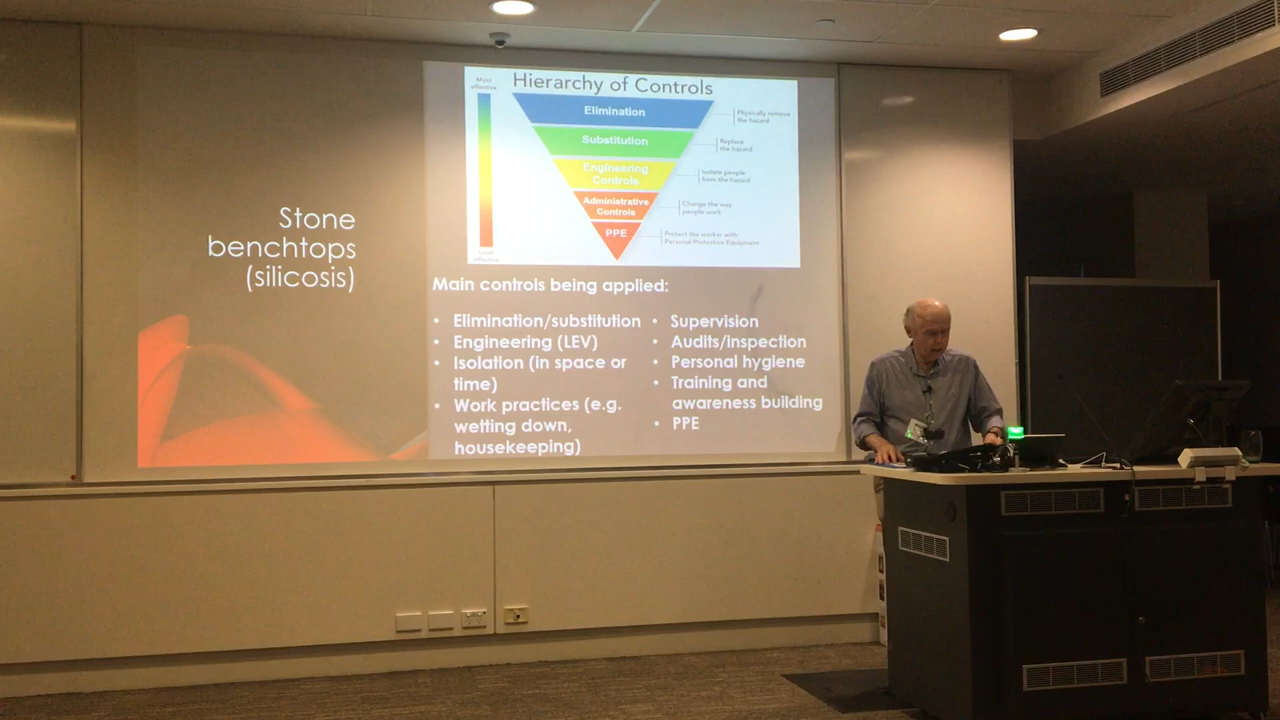 Stone
benchtops
(silicosis)
Hierarchy of Controls
Most
effective
Elimination
Physically remove
the hazard
Substitution
Replace
the hazard
Engineering
Controls
Isolate people
from the hazard
Administrative
Controls
Change the way
people work
PPE
Protect the worker with
Personal Protective Equipment
Least
effective
Main controls being applied:
• Elimination/substitution
• Engineering (LEV)
• Isolation (in space or
time)
• Work practices (e.g.
wetting down,
housekeeping)
• Supervision
• Audits/inspection
• Personal hygiene
• Training and
awareness building
• PPE